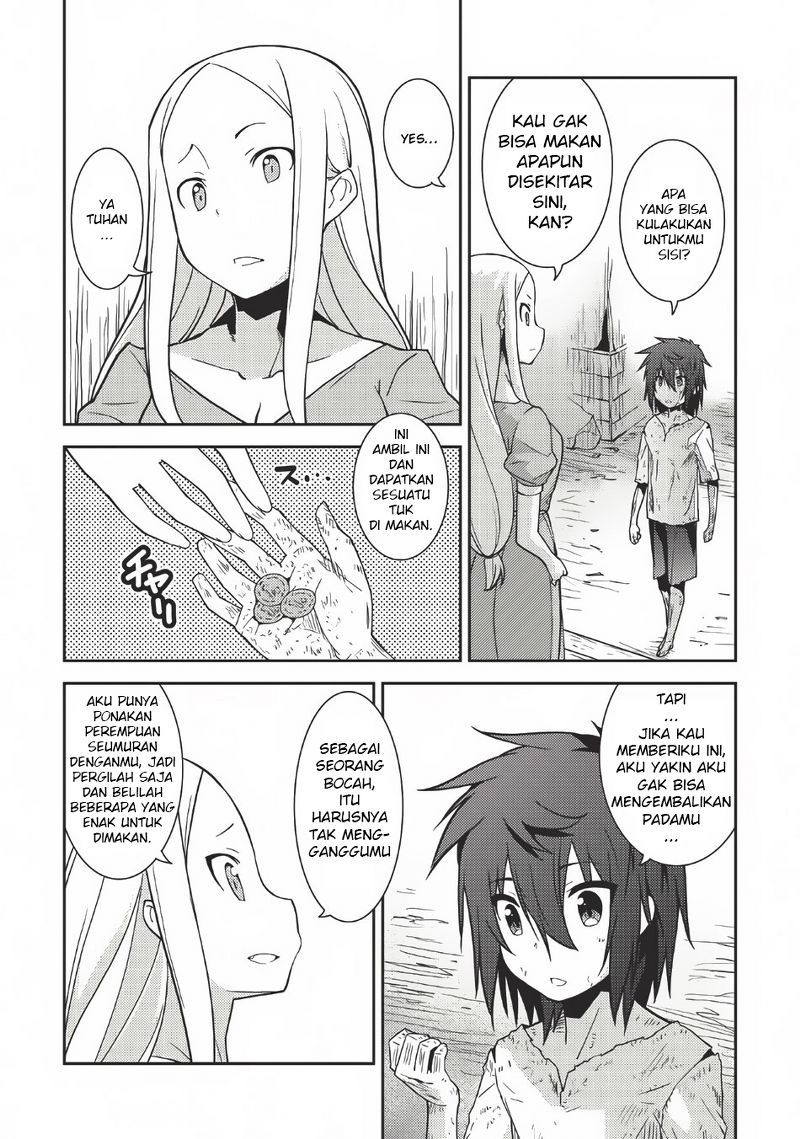 APA
YANG BISA
KULAKUKAN
UNTUKMU
SISI?
KAU GAK
BISA MAKAN
APAPUN
DISEKITAR
SINI,
KAN?
YES...
YA
TUHAN
...
INI
AMBIL INI
DAN
DAPATKAN
SESUATU
TUK
DI MAKAN.
ス...
チャリ
TAPI
...
JIKA KAU
MEMBERIKU INI,
AKU YAKIN AKU
GAK BISA
MENGEMBALIKAN
PADAMU
...
SEBAGAI
SEORANG
BOCAH,
ITU
HARUSNYA
TAK MENG-
GANGGUMU
AKU PUNYA
PONAKAN
PEREMPUAN
SEUMURAN
DENGANMU, JADI
PERGILAH SAJA
DAN BELILAH
BEBERAPA YANG
ENAK UNTUK
DIMAKAN.